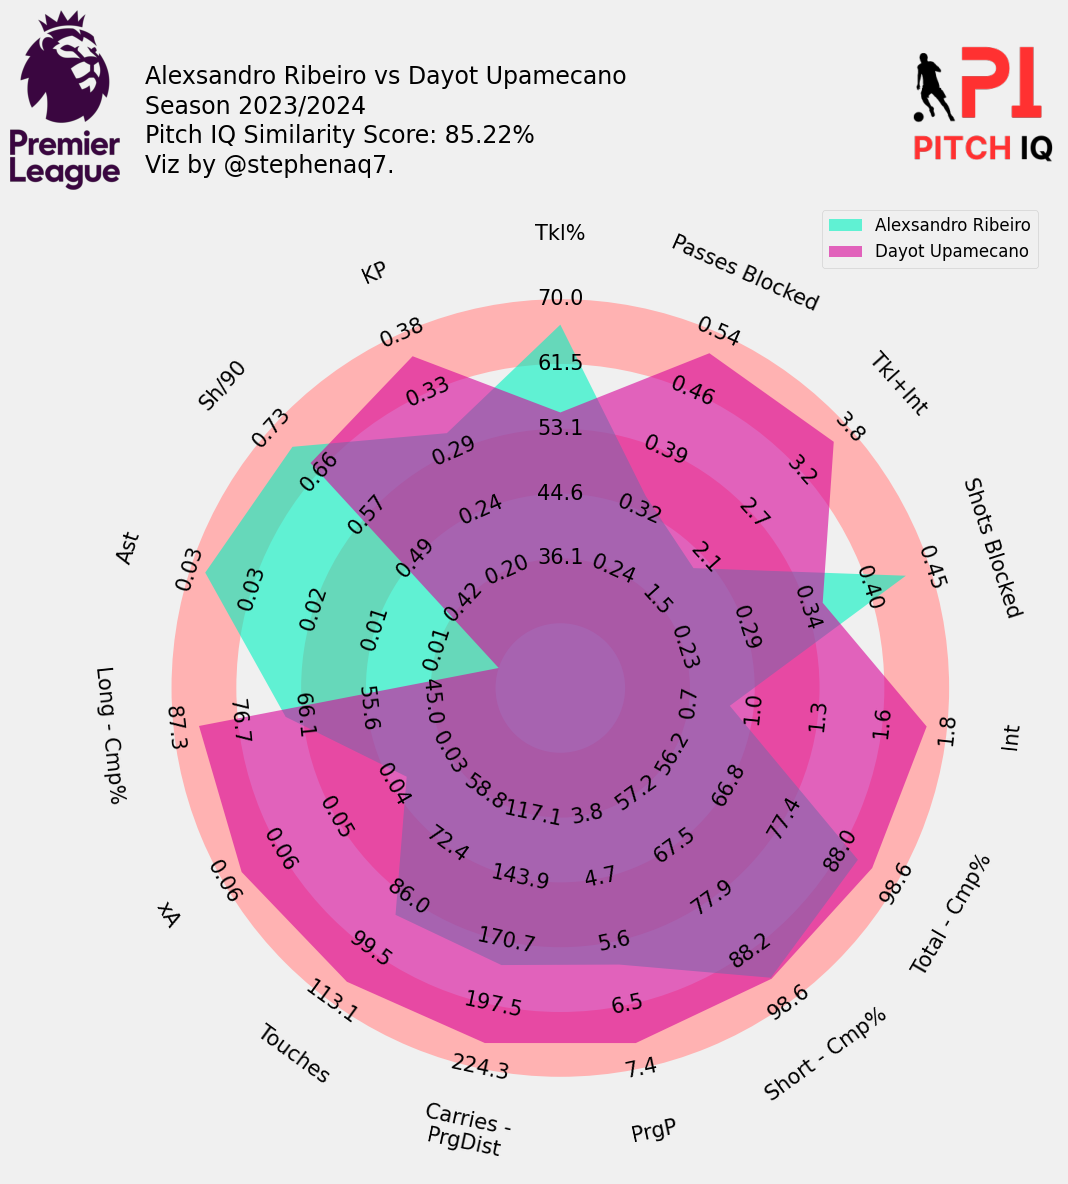 Premier
League
Alexsandro Ribeiro vs Dayot Upamecano
Season 2023/2024
Pitch IQ Similarity Score: 85.22%
Viz by @stephenaq7.
PI
PITCH IQ
Alexsandro Ribeiro
Dayot Upamecano
Tkl%
70.0
61.5
53.1
44.6
36.1
Passes Blocked
0.54
0.46
0.39
0.32
0.24
Tkl+Int
3.8
3.2
2.7
2.1
1.5
Shots Blocked
0.45
0.40
0.34
0.29
0.23
Int
1.8
1.6
1.3
1.0
0.7
Total - Cmp%
98.6
88.0
77.4
66.8
56.2
Short - Cmp%
98.6
88.2
77.9
67.5
57.2
PrgP
7.4
6.5
5.6
4.7
3.8
Carries -
PrgDist
224.3
197.5
170.7
143.9
117.1
Touches
113.1
99.5
86.0
72.4
58.8
xA
0.06
0.06
0.05
0.04
0.03
Long - Cmp%
87.3
76.7
66.1
55.6
45.0
Ast
0.03
0.03
0.02
0.01
0.01
Sh/90
0.73
0.66
0.57
0.49
0.42
KP
0.38
0.33
0.29
0.24
0.20